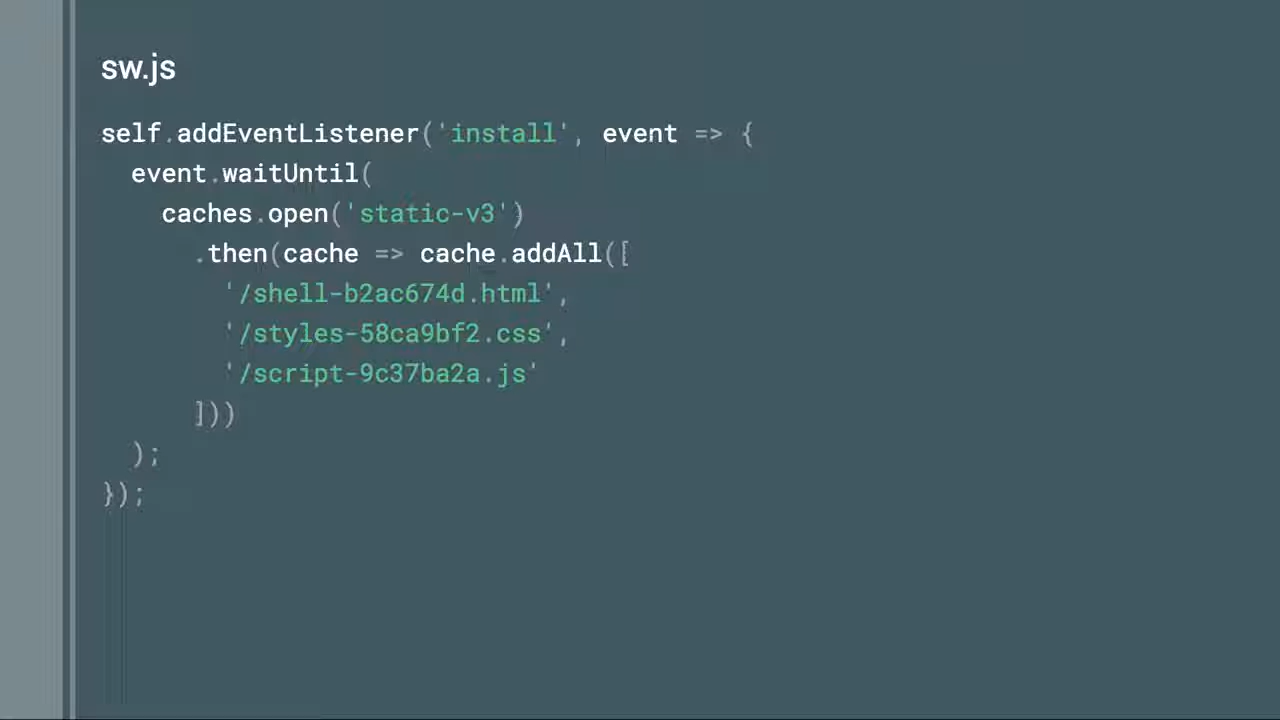 sw.js
self.addEventListener('install', event => {
  event.waitUntil(
    caches.open('static-v3')
      .then(cache => cache.addAll([
        '/shell-b2ac674d.html',
        '/styles-58ca9bf2.css',
        '/script-9c37ba2a.js'
      ]))
  );
});